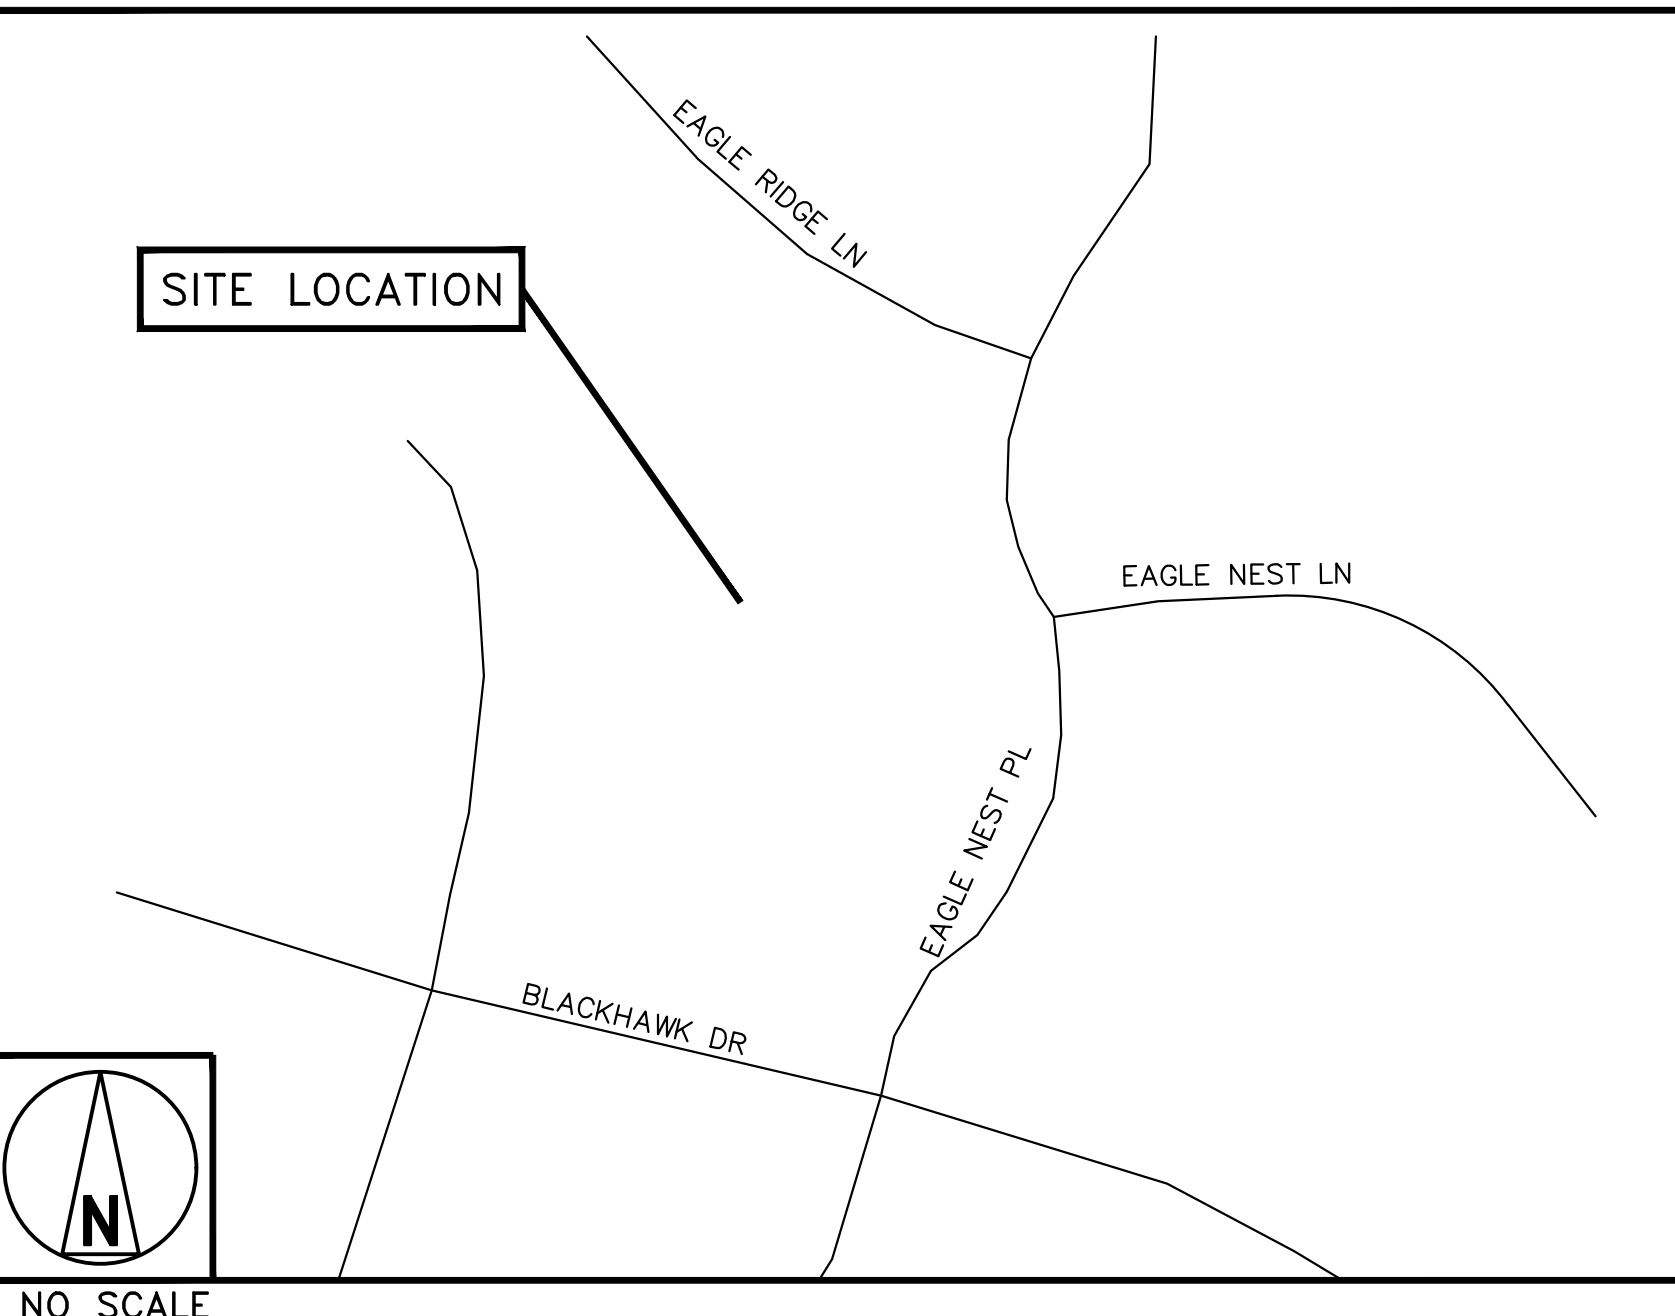 EAGLE RIDGE LN
SITE LOCATION
EAGLE NEST LN
EAGLE NEST PL
BLACKHAWK DR
N
NO SCALE